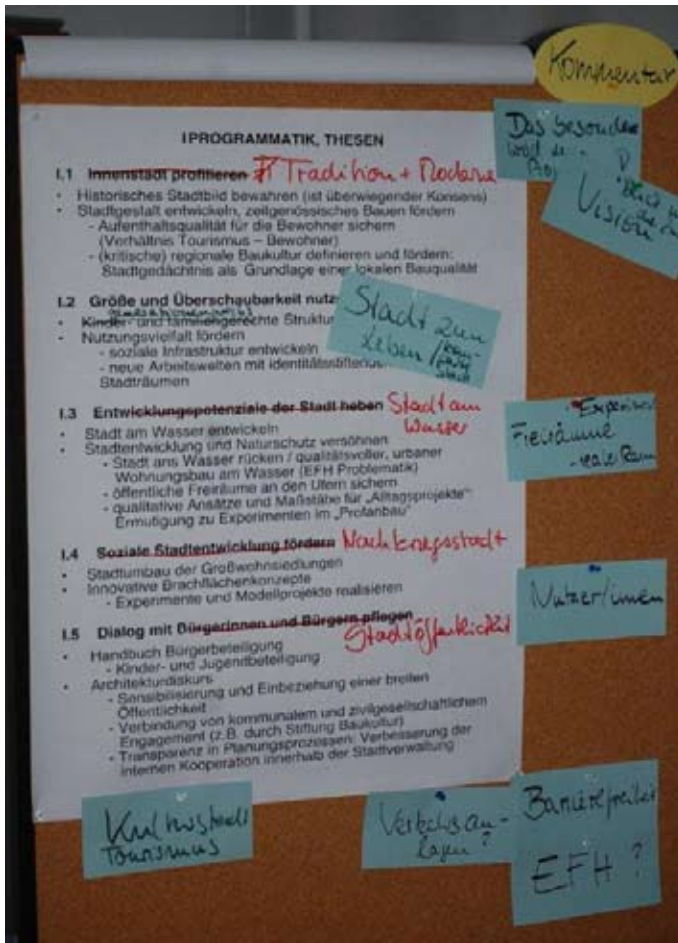 Kommentar
I PROGRAMMATIK, THESEN
Das besondere
Vision
I.1 Innenstadt profilieren Tradition + Moderne
• Historisches Stadtbild bewahren (ist überwiegender Konsens)
• Stadtgestalt entwickeln, zeitgenössisches Bauen fördern
- Aufenthaltsqualität für die Bewohner sichern
(Verhältnis Tourismus – Bewohner)
- (kritische) regionale Baukultur definieren und fördern:
Stadtgedächtnis als Grundlage einer lokalen Bauqualität
I.2 Größe und Überschaubarkeit nutz
• Kinder- und familiengerechte Struktur
• Nutzungsvielfalt fördern
- soziale Infrastruktur entwickeln
- neue Arbeitswelten mit identitätsstiftende
Stadträumen
Stadt zum
Leben /
I.3 Entwicklungspotenziale der Stadt heben Stadt am
Wasser
• Stadt am Wasser entwickeln
• Stadtentwicklung und Naturschutz versöhnen
- Stadt ans Wasser rücken / qualitätsvoller, urbaner
Wohnungsbau am Wasser (EFH Problematik)
- öffentliche Freiräume an den Ufern sichern
- qualitative Ansätze und Maßstäbe für „Alltagsprojekte“:
Ermutigung zu Experimenten im „Profanbau“
Freiräume
I.4 Soziale Stadtentwicklung fördern Nachkriegsstadt
• Stadtumbau der Großwohnsiedlungen
• Innovative Brachflächenkonzepte
- Experimente und Modellprojekte realisieren
Nutzer/innen
I.5 Dialog mit Bürgerinnen und Bürgern pflegen
Stadtöffentlichkeit
• Handbuch Bürgerbeteiligung
- Kinder- und Jugendbeteiligung
• Architekturdiskurs
- Sensibilisierung und Einbeziehung einer breiten
Öffentlichkeit
- Verbindung von kommunalem und zivilgesellschaftlichem
Engagement (z.B. durch Stiftung Baukultur)
- Transparenz in Planungsprozessen: Verbesserung der
internen Kooperation innerhalb der Stadtverwaltung
Kulturstadt
Tourismus
Verkehsan-
lagen?
Barrierefreiheit
EFH ?